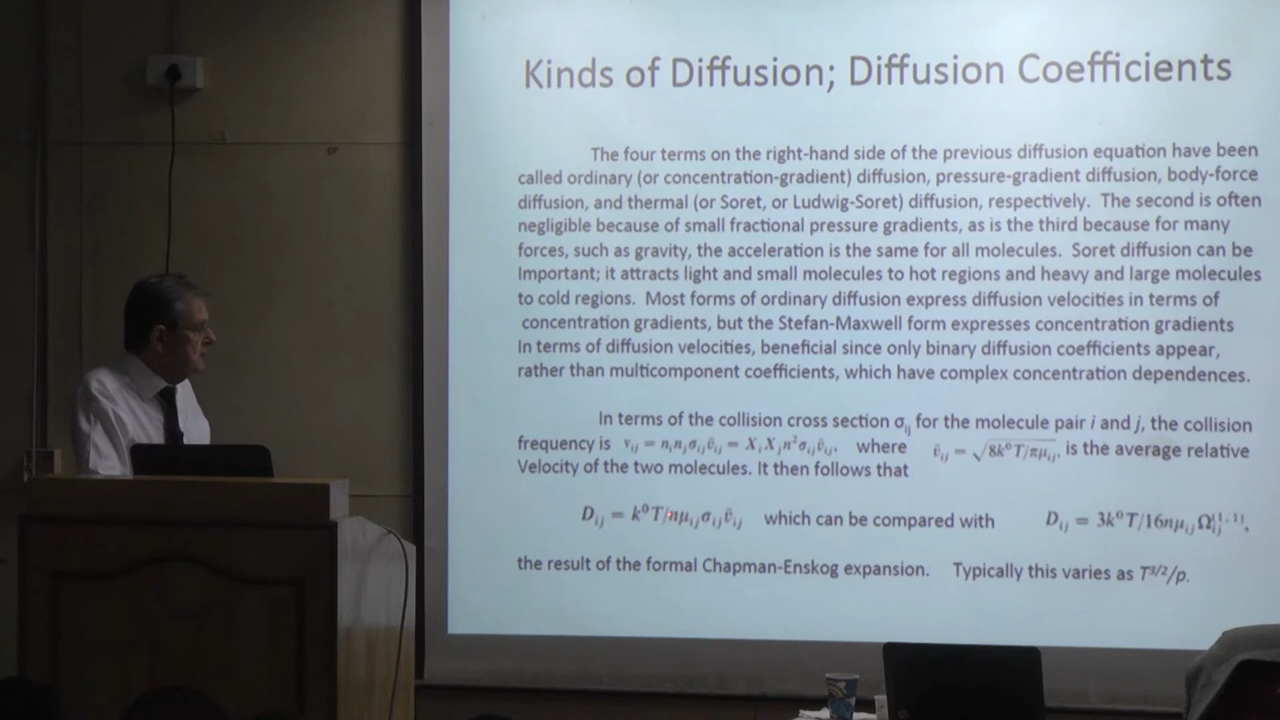 Kinds of Diffusion; Diffusion Coefficients
The four terms on the right-hand side of the previous diffusion equation have been
called ordinary (or concentration-gradient) diffusion, pressure-gradient diffusion, body-force
diffusion, and thermal (or Soret, or Ludwig-Soret) diffusion, respectively. The second is often
negligible because of small fractional pressure gradients, as is the third because for many
forces, such as gravity, the acceleration is the same for all molecules. Soret diffusion can be
Important; it attracts light and small molecules to hot regions and heavy and large molecules
to cold regions. Most forms of ordinary diffusion express diffusion velocities in terms of
concentration gradients, but the Stefan-Maxwell form expresses concentration gradients
In terms of diffusion velocities, beneficial since only binary diffusion coefficients appear,
rather than multicomponent coefficients, which have complex concentration dependences.
In terms of the collision cross section σᵢⱼ for the molecule pair i and j, the collision
frequency is νᵢⱼ = nᵢnⱼσᵢⱼv̄ᵢⱼ = XᵢXⱼn²σᵢⱼv̄ᵢⱼ, where v̄ᵢⱼ = √8k⁰T/πμᵢⱼ, is the average relative
Velocity of the two molecules. It then follows that
Dᵢⱼ = k⁰T/nμᵢⱼσᵢⱼv̄ᵢⱼ which can be compared with Dᵢⱼ = 3k⁰T/16nμᵢⱼΩᵢⱼ⁽¹·¹⁾,
the result of the formal Chapman-Enskog expansion. Typically this varies as T³/²/p.